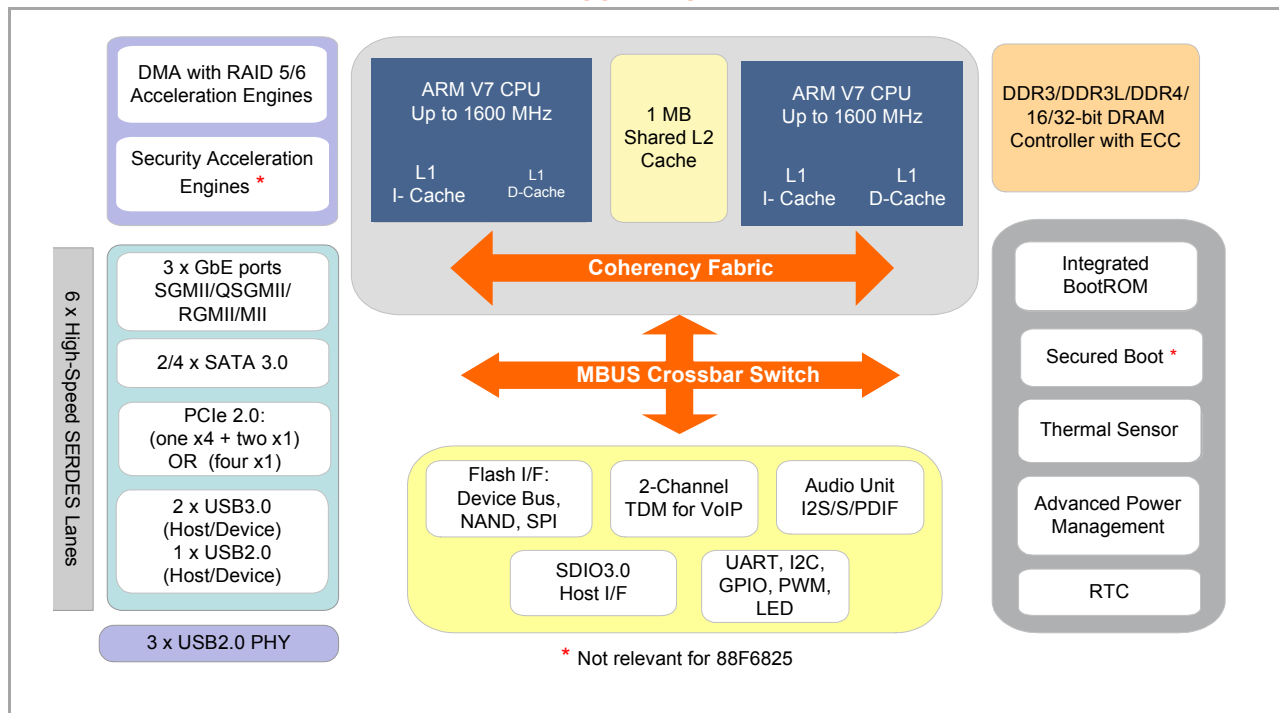 DMA with RAID 5/6
Acceleration Engines
Security Acceleration
Engines *
6 x High-Speed SERDES Lanes
3 x GbE ports
SGMII/QSGMII/
RGMII/MII
2/4 x SATA 3.0
PCIe 2.0:
(one x4 + two x1)
OR (four x1)
2 x USB3.0
(Host/Device)
1 x USB2.0
(Host/Device)
3 x USB2.0 PHY
ARM V7 CPU
Up to 1600 MHz
L1
I- Cache
L1
D-Cache
1 MB
Shared L2
Cache
ARM V7 CPU
Up to 1600 MHz
L1
I- Cache
L1
D-Cache
Coherency Fabric
MBUS Crossbar Switch
Flash I/F:
Device Bus,
NAND, SPI
2-Channel
TDM for VoIP
Audio Unit
I2S/S/PDIF
SDIO3.0
Host I/F
UART, I2C,
GPIO, PWM,
LED
* Not relevant for 88F6825
DDR3/DDR3L/DDR4/
16/32-bit DRAM
Controller with ECC
Integrated
BootROM
Secured Boot *
Thermal Sensor
Advanced Power
Management
RTC